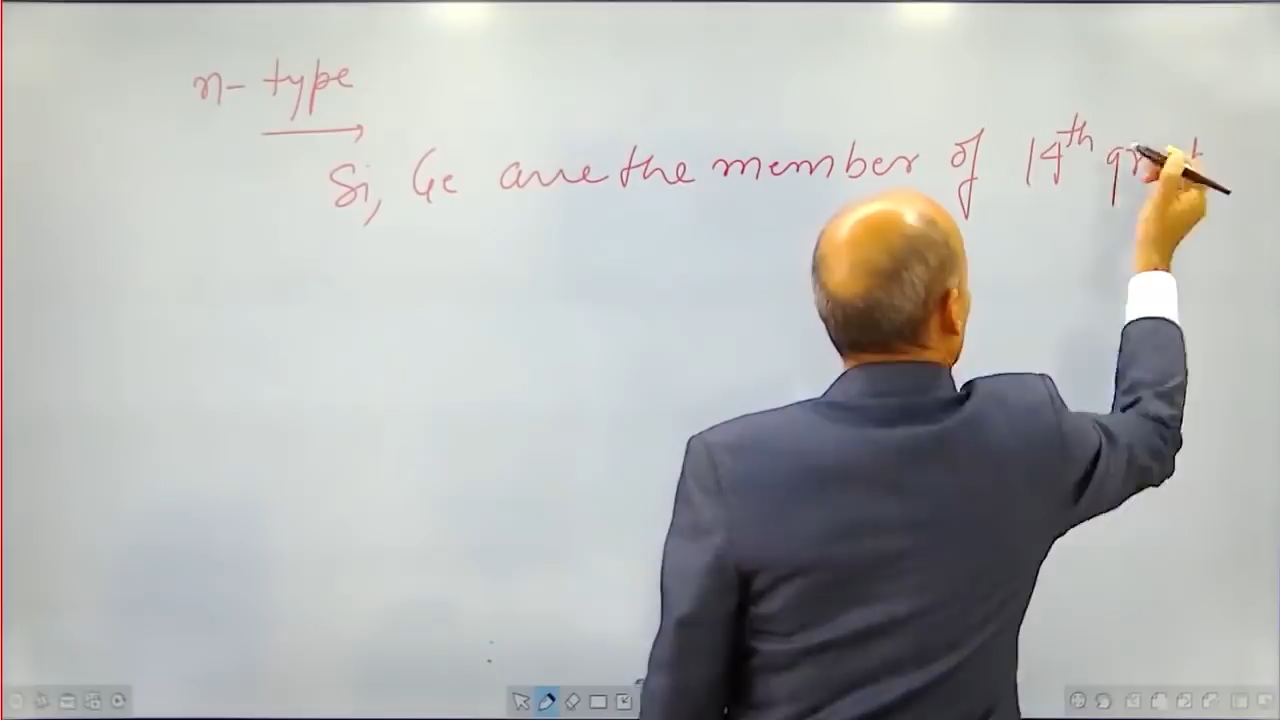 n- type
Si, Ge are the member of 14th